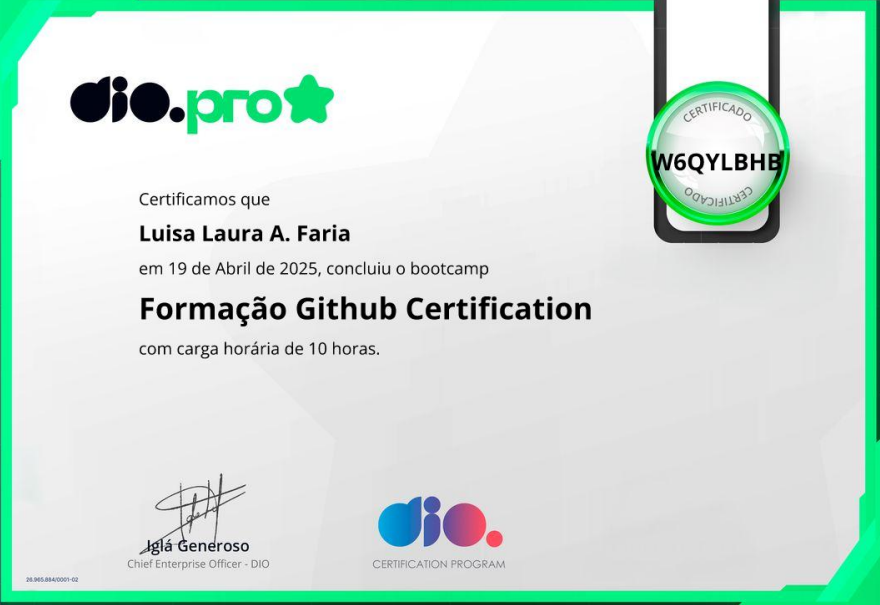 dio.pro
CERTIFICADO
W6QYLBHB
CERTIFICADO
Certificamos que
Luisa Laura A. Faria
em 19 de Abril de 2025, concluiu o bootcamp
Formação Github Certification
com carga horária de 10 horas.
Iglá Generoso
Chief Enterprise Officer - DIO
dio.
CERTIFICATION PROGRAM
26.965.884/0001-02